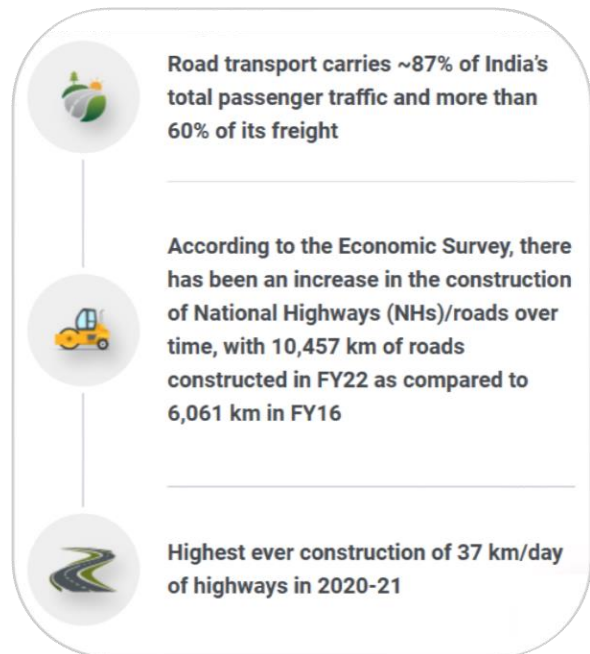 Road transport carries ~87% of India's
total passenger traffic and more than
60% of its freight
According to the Economic Survey, there
has been an increase in the construction
of National Highways (NHs)/roads over
time, with 10,457 km of roads
constructed in FY22 as compared to
6,061 km in FY16
Highest ever construction of 37 km/day
of highways in 2020-21